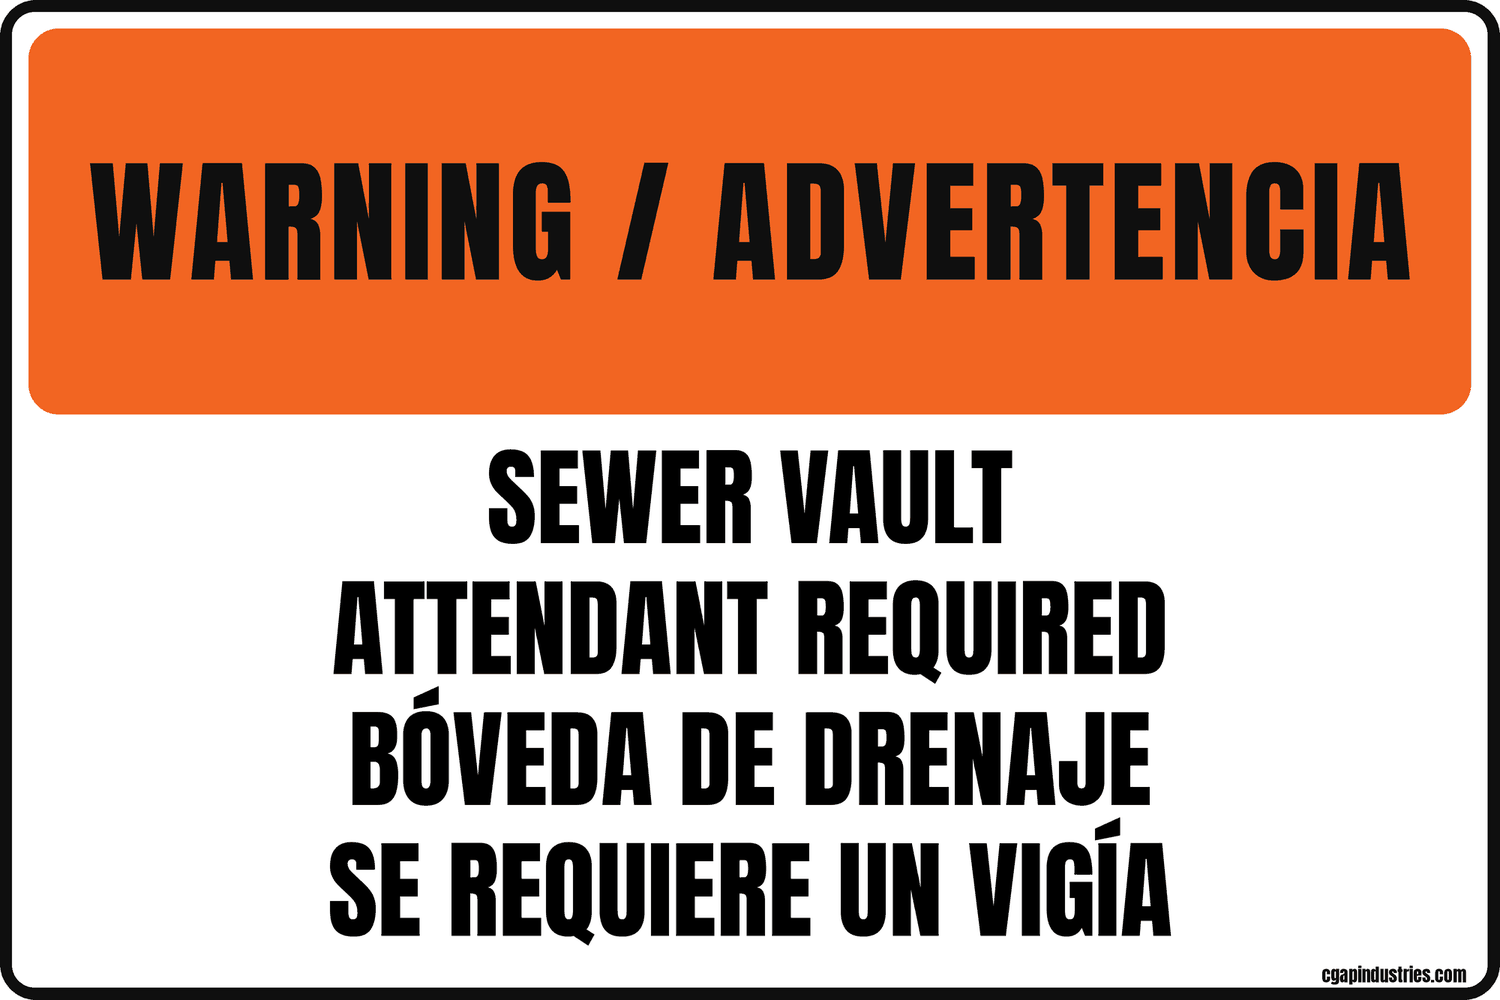 WARNING / ADVERTENCIA
SEWER VAULT
ATTENDANT REQUIRED
BÓVEDA DE DRENAJE
SE REQUIERE UN VIGÍA
cgapindustries.com